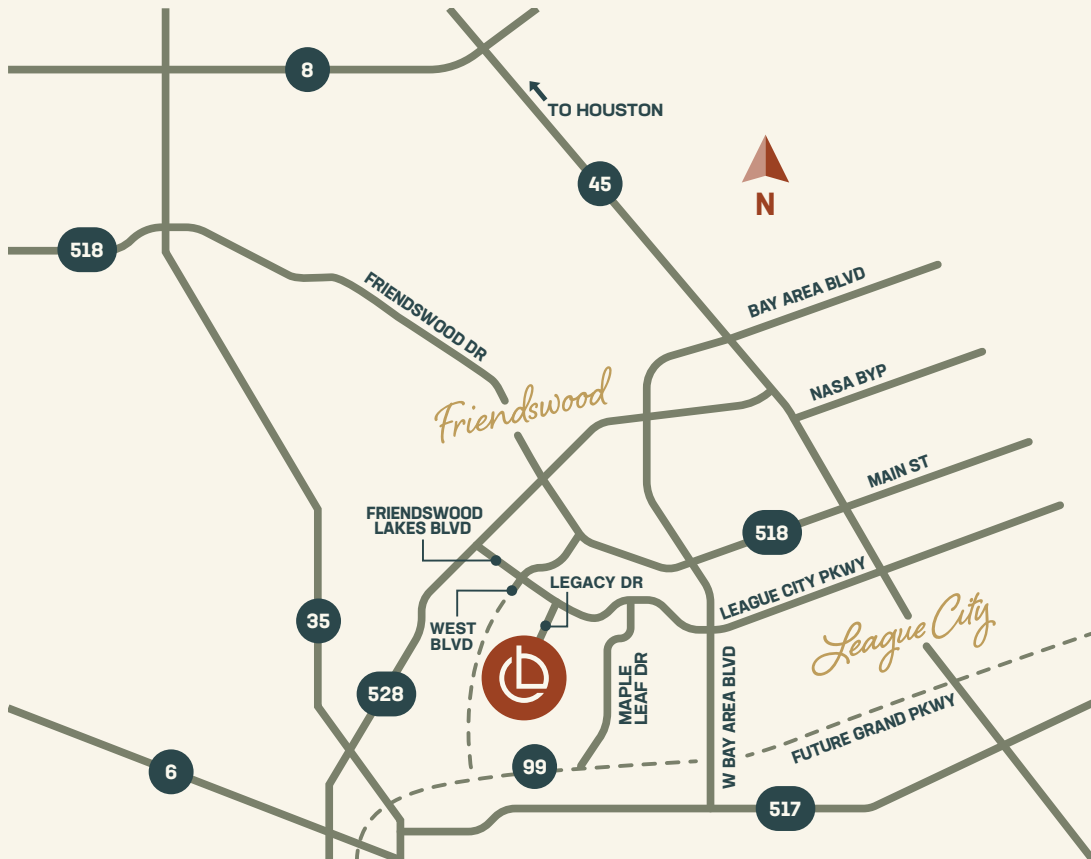 8
TO HOUSTON
45
N
518
FRIENDSWOOD DR
BAY AREA BLVD
NASA BYP
Friendswood
MAIN ST
FRIENDSWOOD
LAKES BLVD
518
LEGACY DR
LEAGUE CITY PKWY
WEST
BLVD
League City
35
528
MAPLE
LEAF DR
W BAY AREA BLVD
FUTURE GRAND PKWY
6
99
517